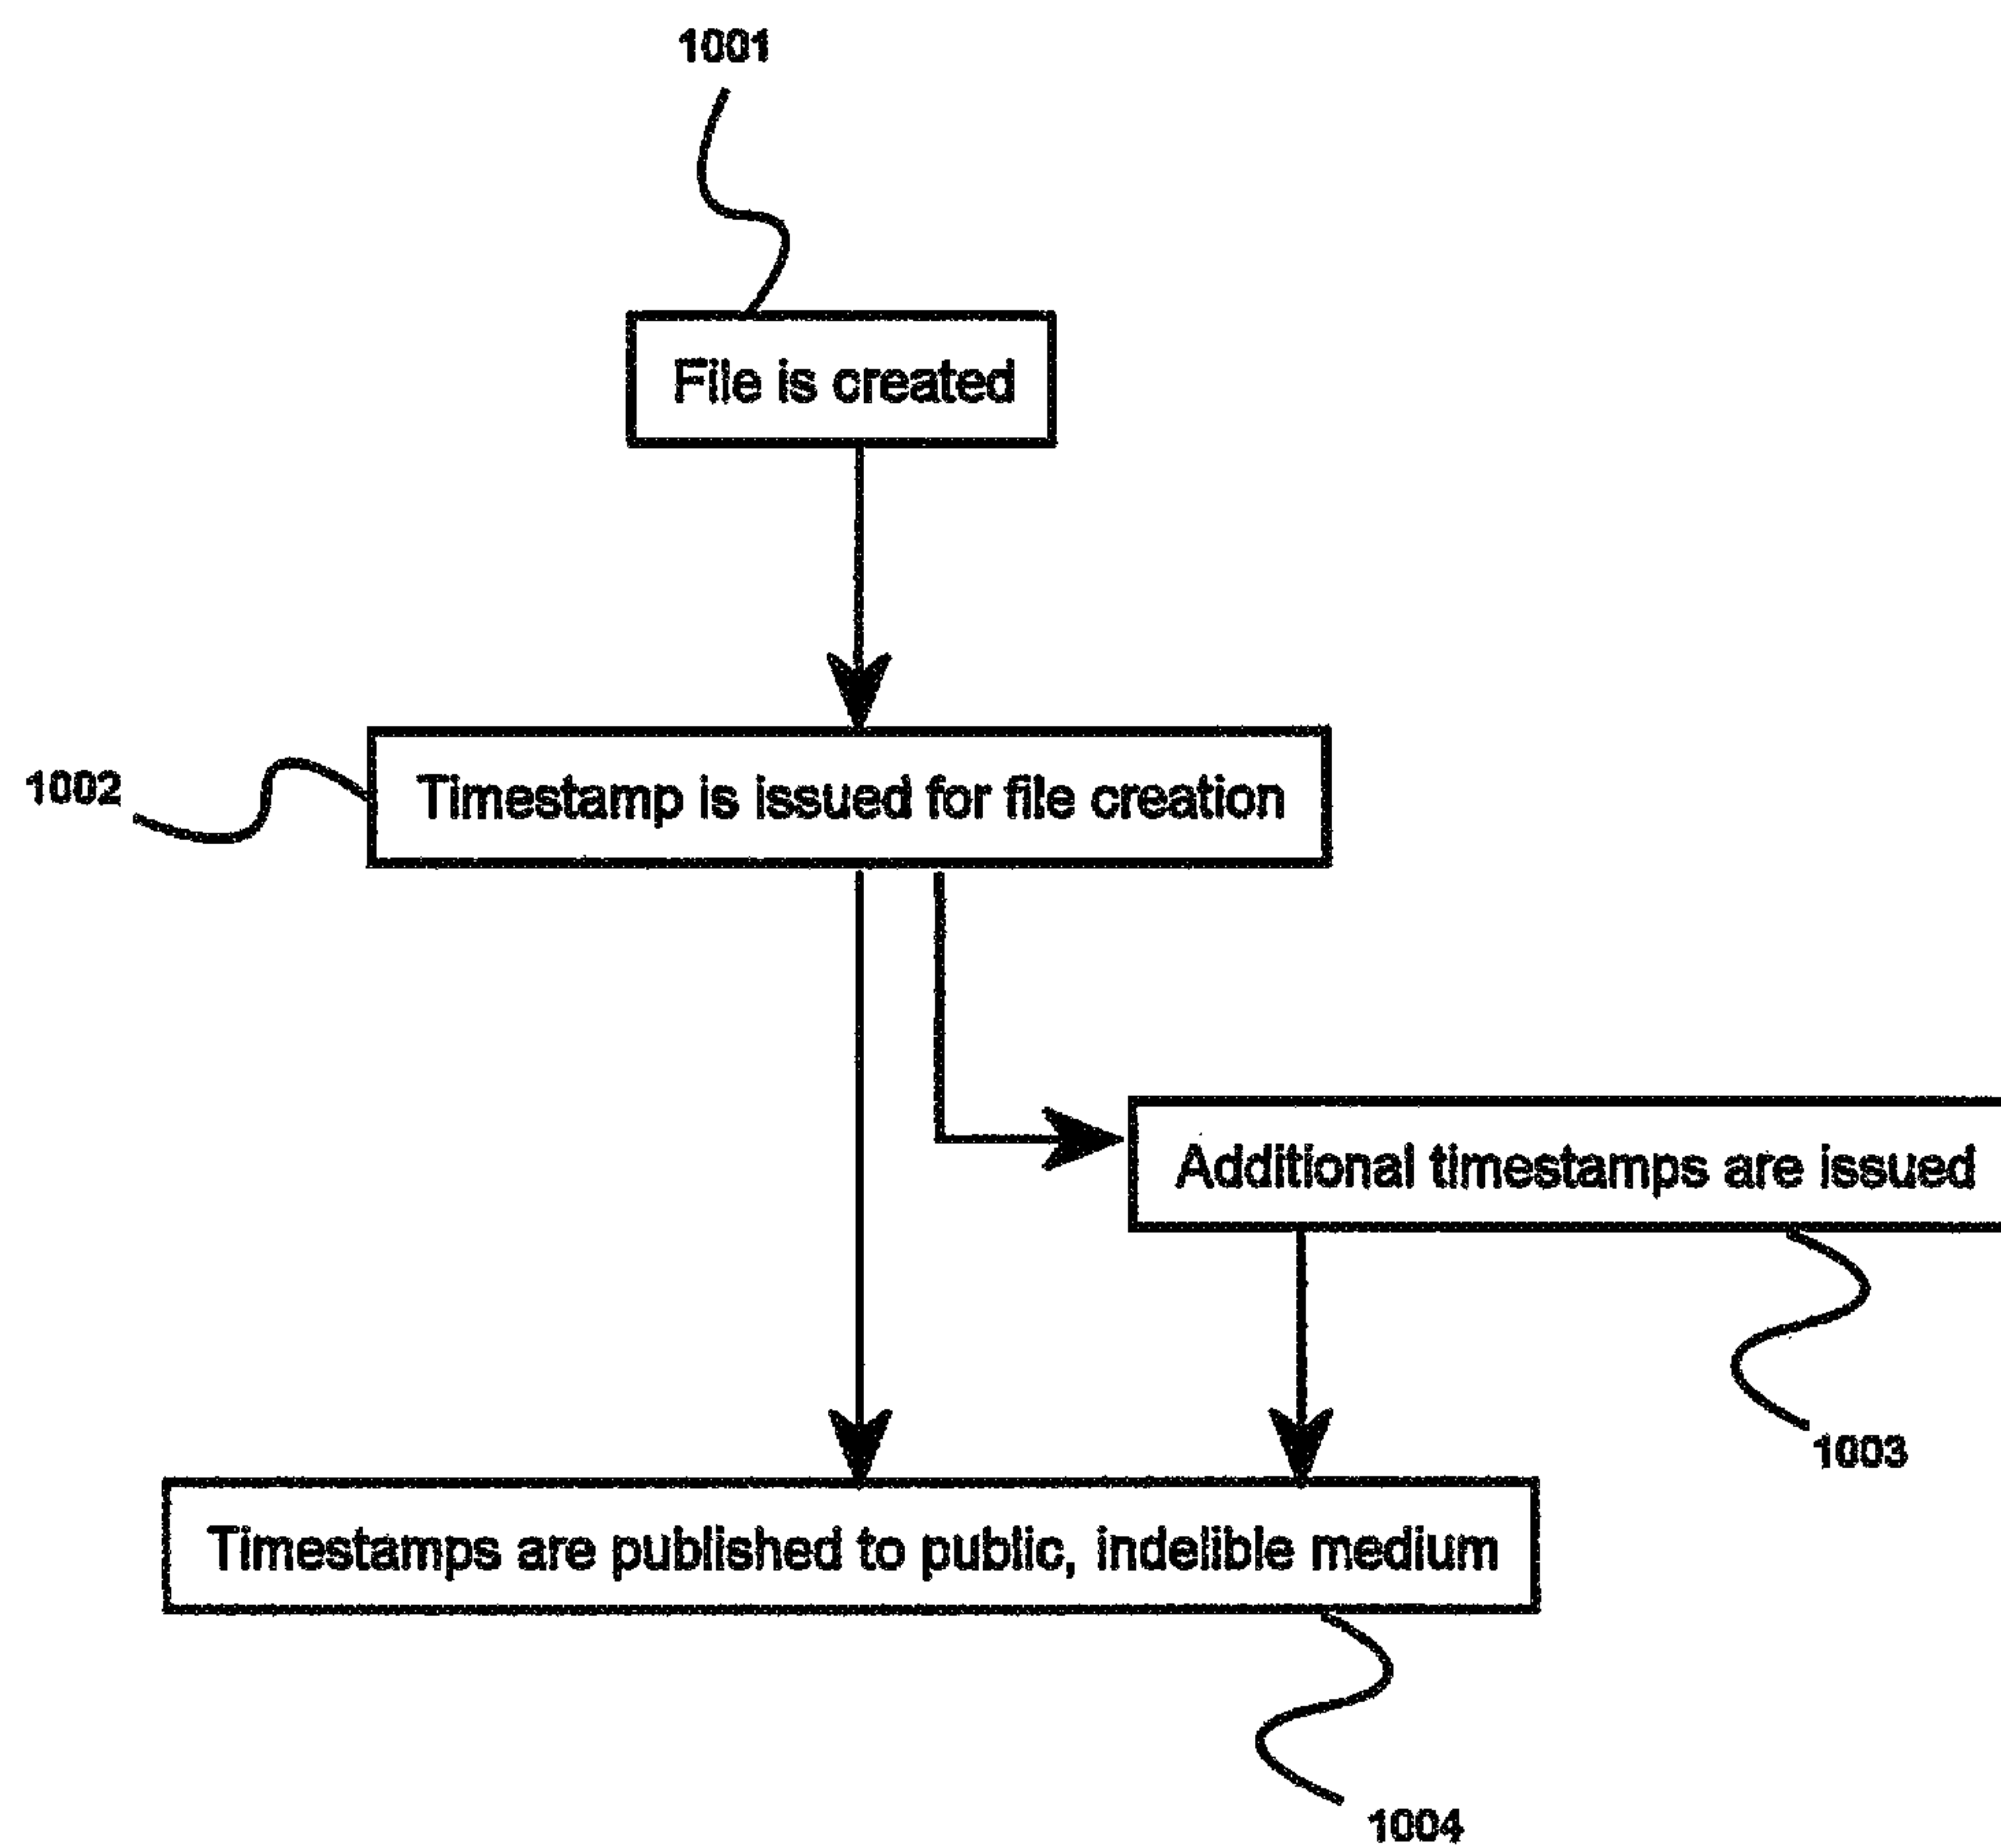 1001
File is created
1002
Timestamp is issued for file creation
Additional timestamps are issued
1003
Timestamps are published to public, indelible medium
1004